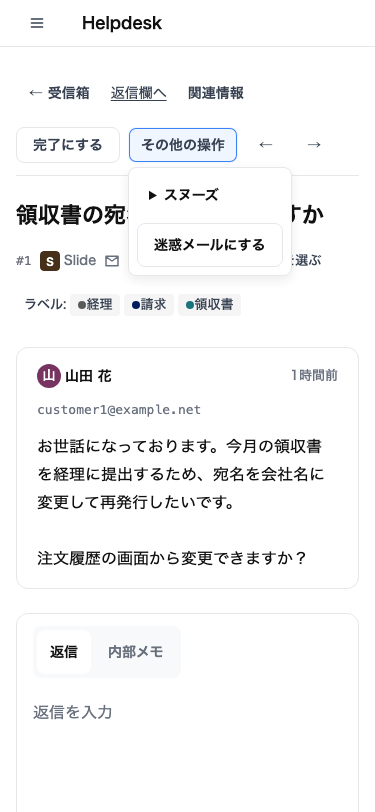 Helpdesk
← 受信箱 返信欄へ 関連情報
完了にする その他の操作 ← →
▶ スヌーズ
迷惑メールにする
領収書の宛 すか
#1 S Slide を選ぶ
ラベル: 経理 請求 領収書
山 山田 花 1時間前
customer1@example.net
お世話になっております。今月の領収書
を経理に提出するため、宛名を会社名に
変更して再発行したいです。
注文履歴の画面から変更できますか？
返信 内部メモ
返信を入力